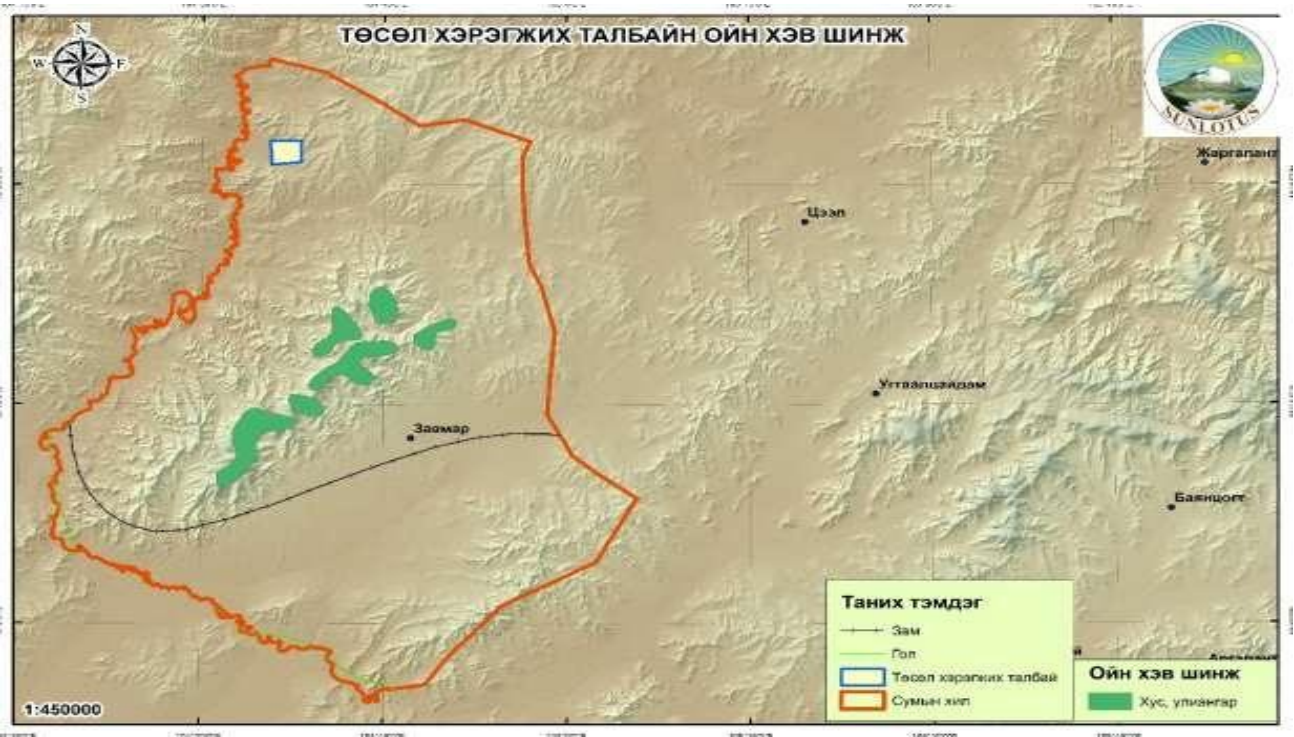 ТӨСӨЛ ХЭРЭГЖИХ ТАЛБАЙН ОЙН ХЭВ ШИНЖ
N
W
S
SUNLOTUS
Жаргалант
Цээл
Угтаалцайдам
Заамар
Баянцогт
Таних тэмдэг
Зам
Гол
Төсөл хэрэгжих талбай
Сумын хил
Ойн хэв шинж
Хус, улиангар
1:450000